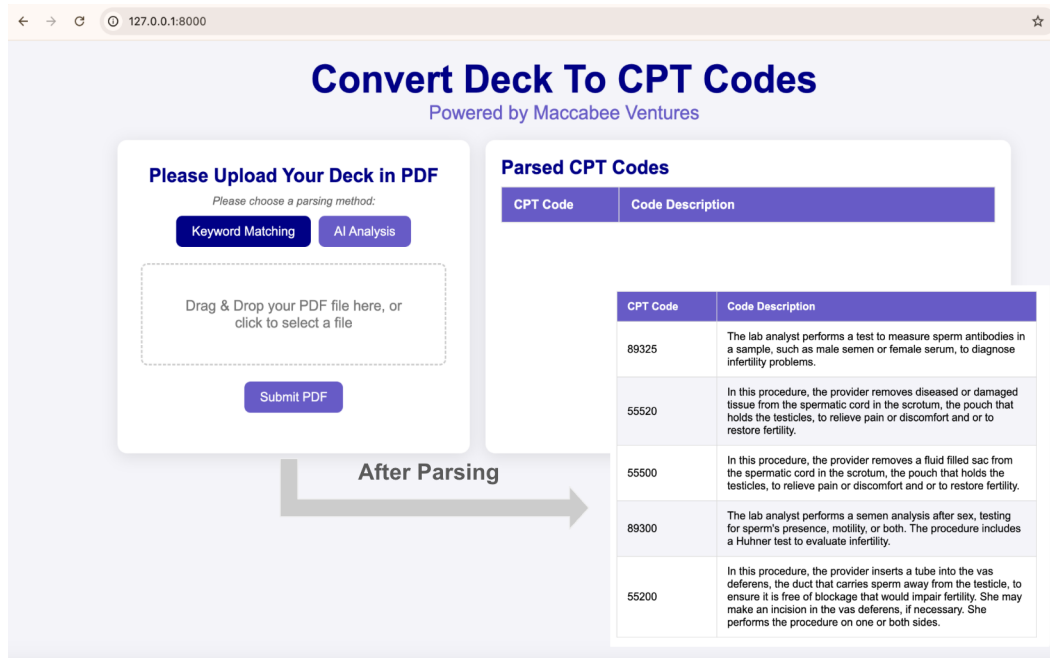 127.0.0.1:8000
Convert Deck To CPT Codes
Powered by Maccabee Ventures
Please Upload Your Deck in PDF
Please choose a parsing method:
Keyword Matching
AI Analysis
Drag & Drop your PDF file here, or
click to select a file
Submit PDF
Parsed CPT Codes
CPT Code Code Description
After Parsing
CPT Code Code Description
89325
The lab analyst performs a test to measure sperm antibodies in
a sample, such as male semen or female serum, to diagnose
infertility problems.
55520
In this procedure, the provider removes diseased or damaged
tissue from the spermatic cord in the scrotum, the pouch that
holds the testicles, to relieve pain or discomfort and or to
restore fertility.
55500
In this procedure, the provider removes a fluid filled sac from
the spermatic cord in the scrotum, the pouch that holds the
testicles, to relieve pain or discomfort and or to restore fertility.
89300
The lab analyst performs a semen analysis after sex, testing
for sperm's presence, motility, or both. The procedure includes
a Huhner test to evaluate infertility.
55200
In this procedure, the provider inserts a tube into the vas
deferens, the duct that carries sperm away from the testicle, to
ensure it is free of blockage that would impair fertility. She may
make an incision in the vas deferens, if necessary. She
performs the procedure on one or both sides.